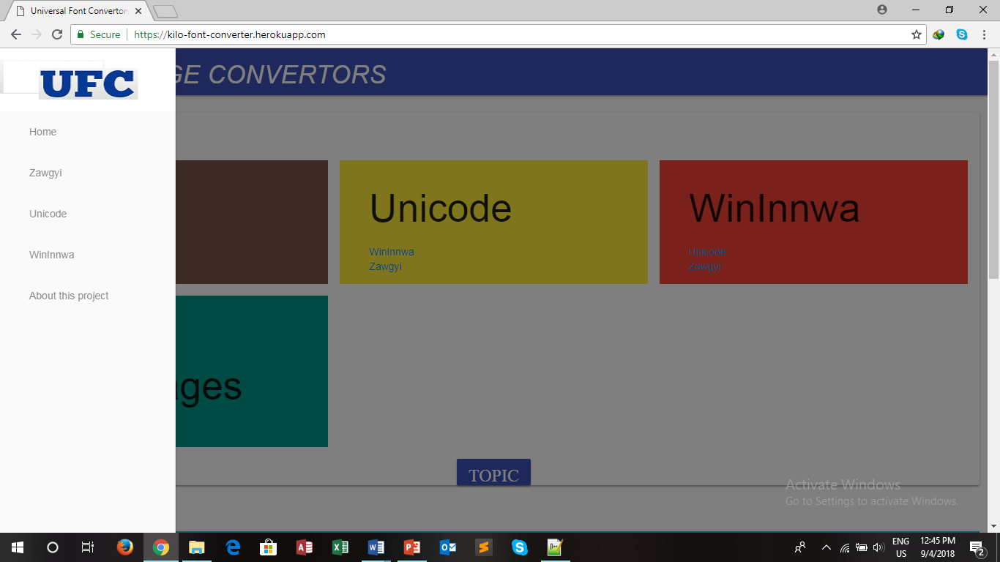 Universal Font Convertors
Secure
https://kilo-font-converter.herokuapp.com
UFC
GE CONVERTORS
Home
Zawgyi
Unicode
WinInnwa
About this project
Unicode
WinInnwa
Zawgyi
WinInnwa
Unicode
Zawgyi
ages
TOPIC
Activate Windows
Go to Settings to activate Windows.
ENG
US
12:45 PM
9/4/2018
2